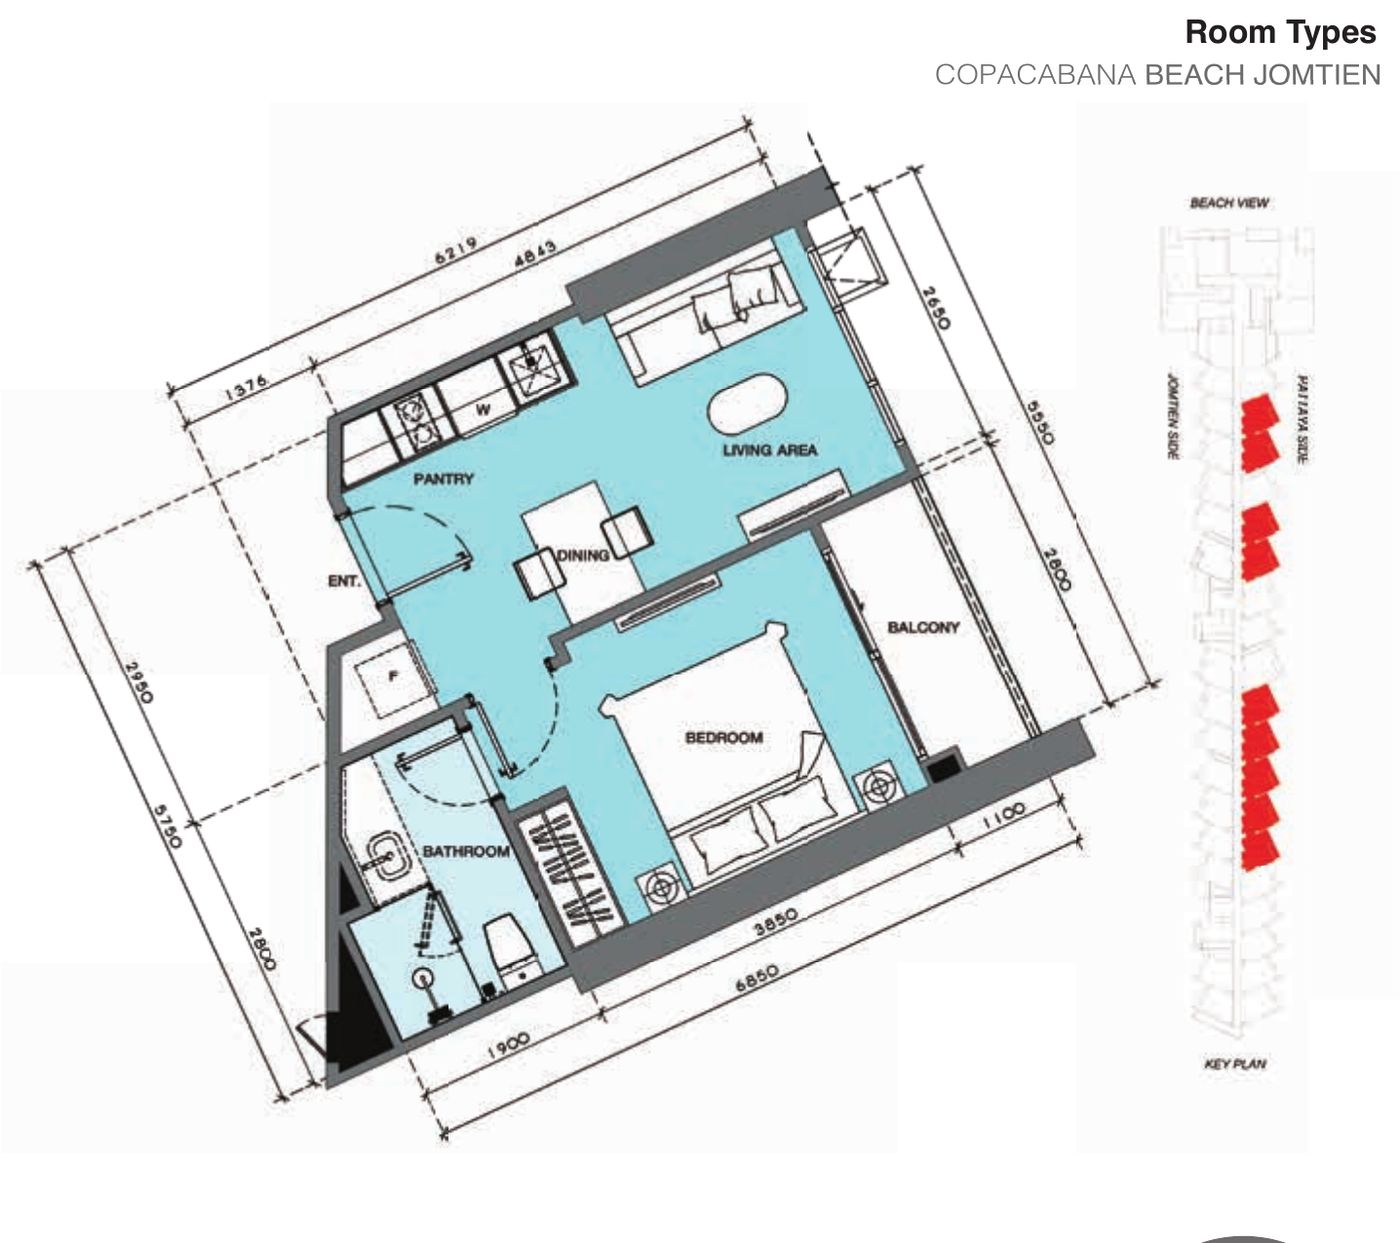 Room Types
COPACABANA BEACH JOMTIEN
BEACH VIEW
6219
4843
1376
2650
5550
JOMTIEN SIDE
PATTAYA SIDE
W
PANTRY
LIVING AREA
DINING
ENT.
2800
BALCONY
F
2950
BEDROOM
5750
BATHROOM
1100
2800
3850
6850
1900
KEY PLAN